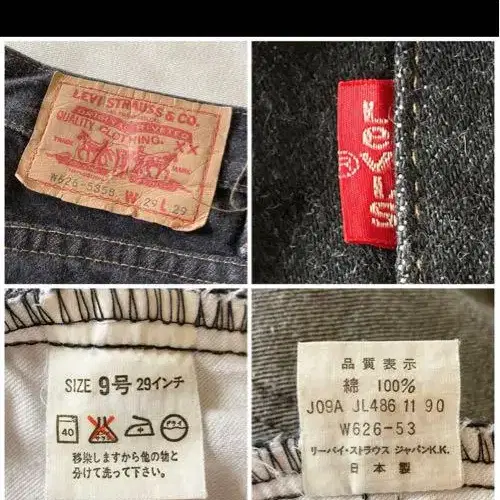 LEVI STRAUSS & CO.
QUALITY CLOTHING
XX
TRADE MARK
W626-5358 W 29 L 29
LEVI'S
®
SIZE 9号 29インチ
40
移染しますから他の物と
分けて洗って下さい。
品質表示
綿 100%
J09A JL486 11 90
W626-53
リーバイ・ストラウス ジャパンK.K.
日本製